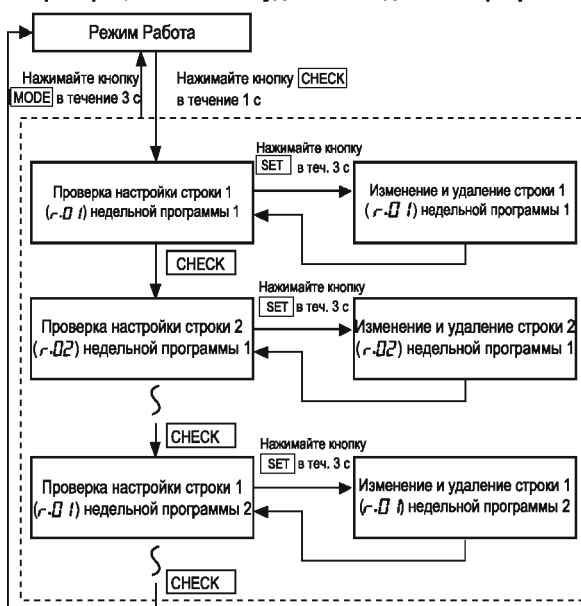 Режим Работа
Нажимайте кнопку
MODE в течение 3 с
Нажимайте кнопку CHECK
в течение 1 с
Нажимайте кнопку
SET в теч. 3 с
Проверка настройки строки 1
(r.01) недельной программы 1
Изменение и удаление строки 1
(r.01) недельной программы 1
CHECK
Нажимайте кнопку
SET в теч. 3 с
Проверка настройки строки 2
(r.02) недельной программы 1
Изменение и удаление строки 2
(r.02) недельной программы 1
CHECK
Нажимайте кнопку
SET в теч. 3 с
Проверка настройки строки 1
(r.01) недельной программы 2
Изменение и удаление строки 1
(r.01) недельной программы 2
CHECK